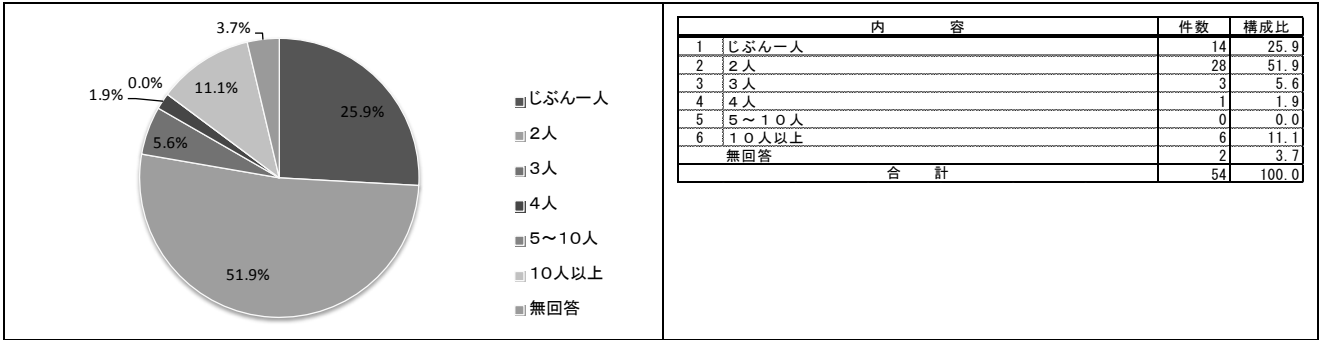 3.7%
0.0%
1.9%
11.1%
25.9%
5.6%
51.9%
じぶん一人
2人
3人
4人
5～10人
10人以上
無回答
内 容 件数 構成比
1 じぶん一人 14 25.9
2 ２人 28 51.9
3 ３人 3 5.6
4 ４人 1 1.9
5 ５～１０人 0 0.0
6 １０人以上 6 11.1
無回答 2 3.7
合 計 54 100.0